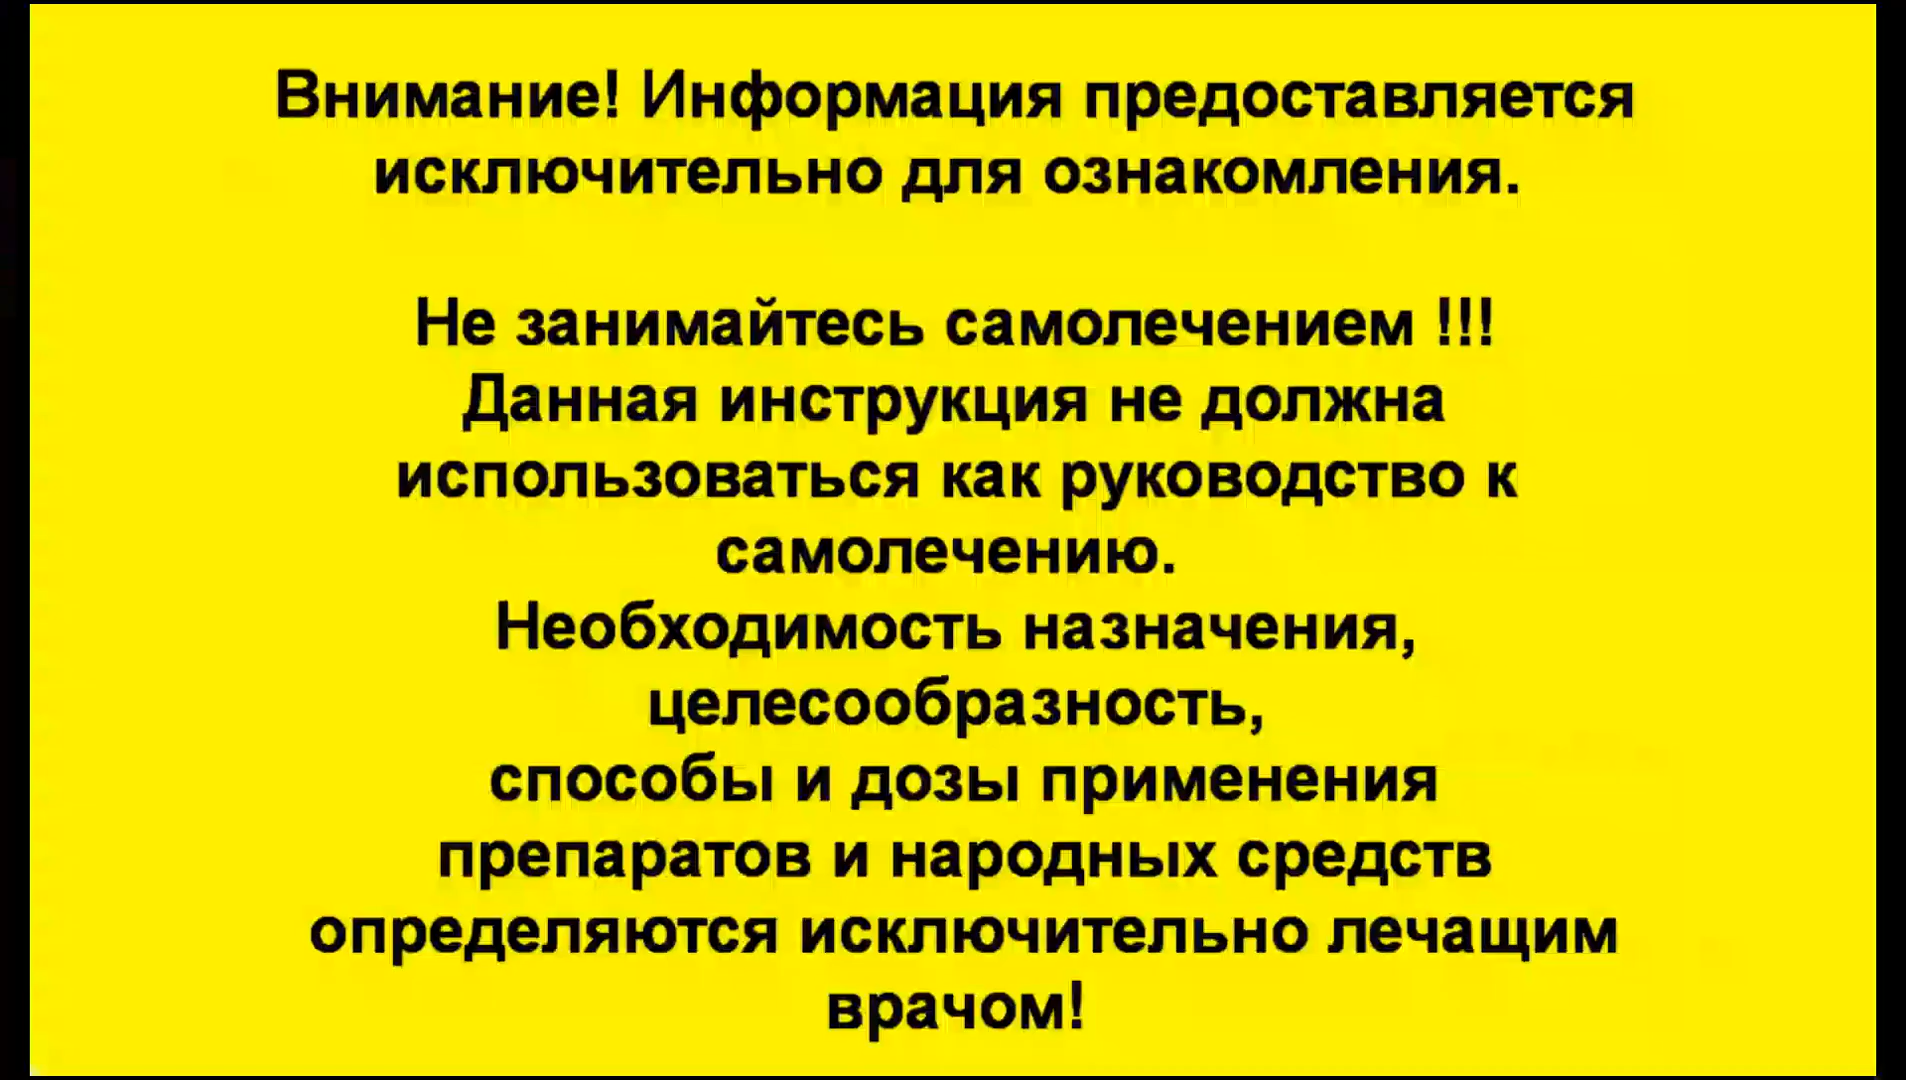 Внимание! Информация предоставляется
исключительно для ознакомления.
Не занимайтесь самолечением !!!
Данная инструкция не должна
использоваться как руководство к
самолечению.
Необходимость назначения,
целесообразность,
способы и дозы применения
препаратов и народных средств
определяются исключительно лечащим
врачом!